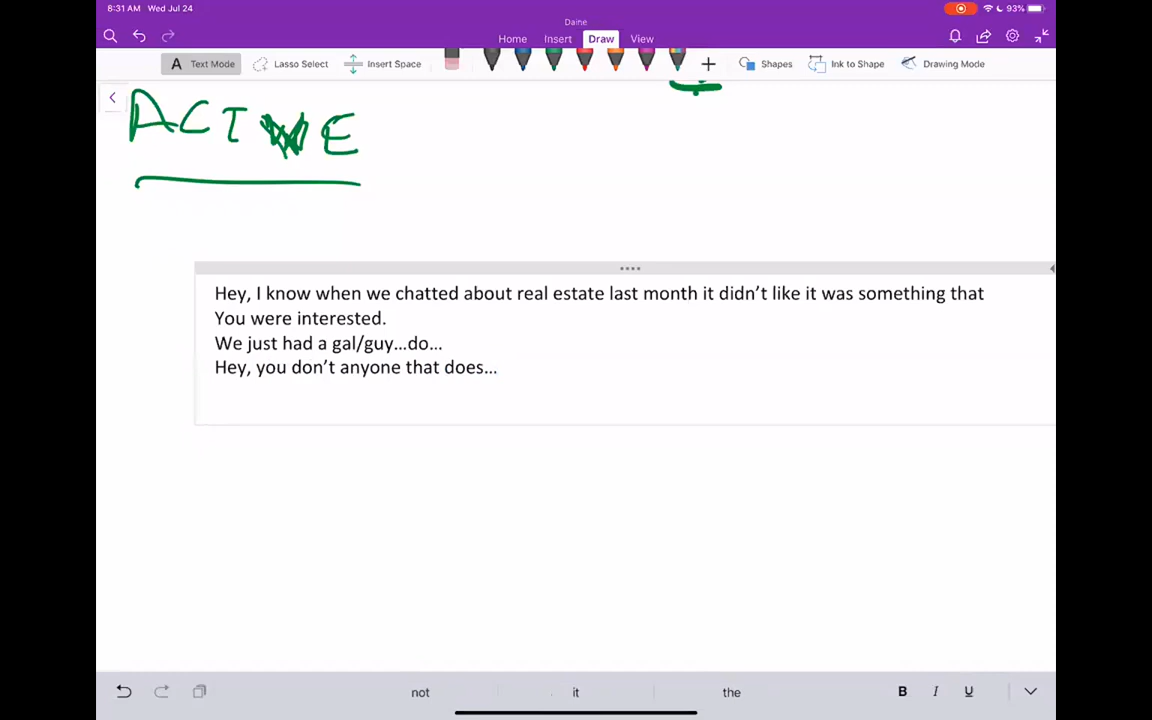 8:31 AM Wed Jul 24
93%
Daine
Home Insert Draw View
Text Mode Lasso Select Insert Space Shapes Ink to Shape Drawing Mode
ACTIVE
Hey, I know when we chatted about real estate last month it didn’t like it was something that
You were interested.
We just had a gal/guy…do…
Hey, you don’t anyone that does…
not it the
B I U